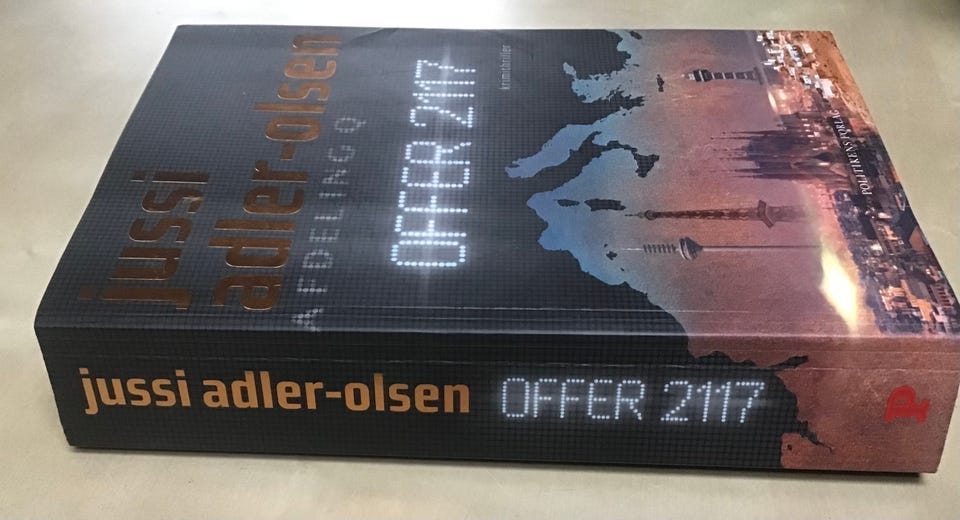 jussi
adler-olsen
AFDELING Q
OFFER 2117
krimithriller
POLITIKENS FORLAG
jussi adler-olsen OFFER 2117
P